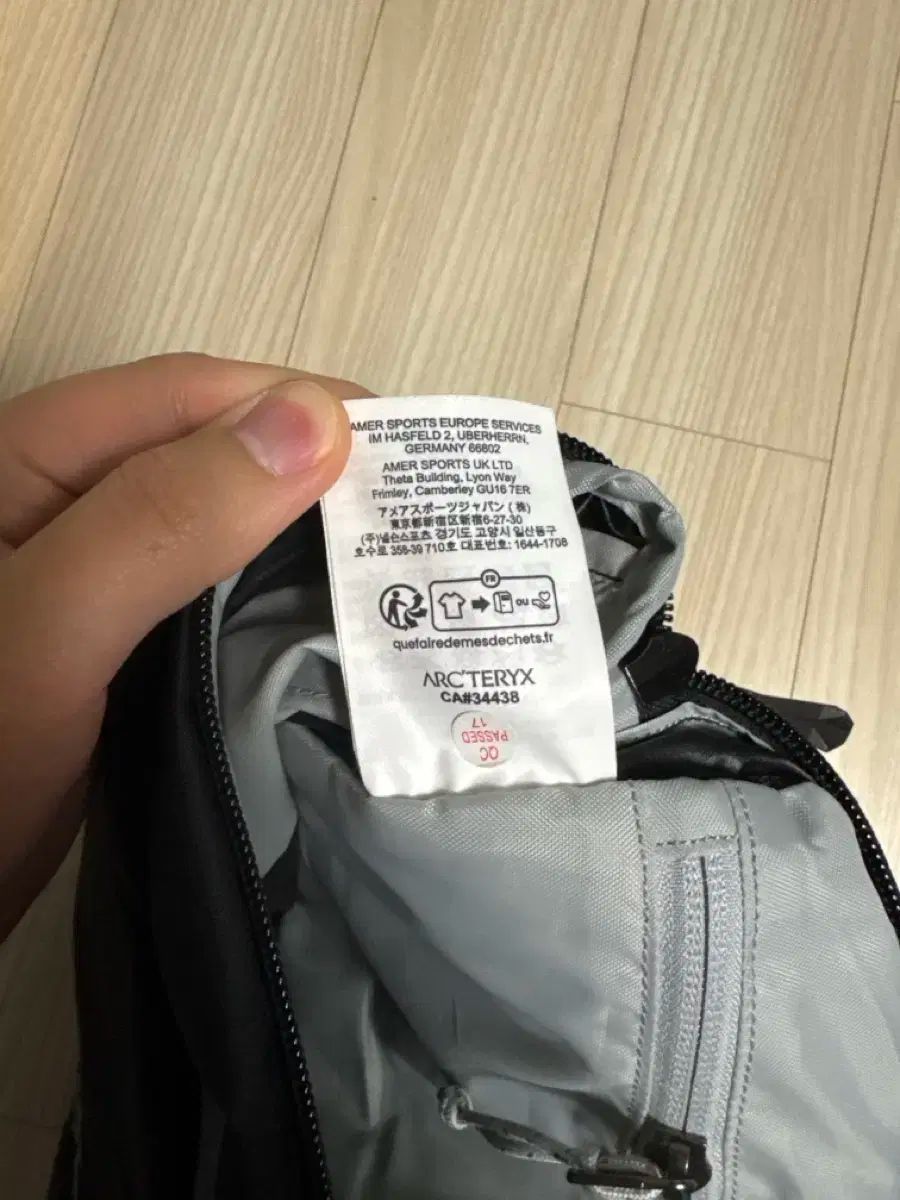 AMER SPORTS EUROPE SERVICES
IM HASFELD 2, UBERHERRN,
GERMANY 66802
AMER SPORTS UK LTD
Theta Building, Lyon Way
Frimley, Camberley GU16 7ER
アメアスポーツジャパン (株)
東京都新宿区新宿6-27-30
(주)넬슨스포츠 경기도 고양시 일산동구
호수로 358-39 710호 대표번호: 1644-1708
FR
ou
quefairedemesdechets.fr
ARC'TERYX
CA#34438
QC
PASSED
17